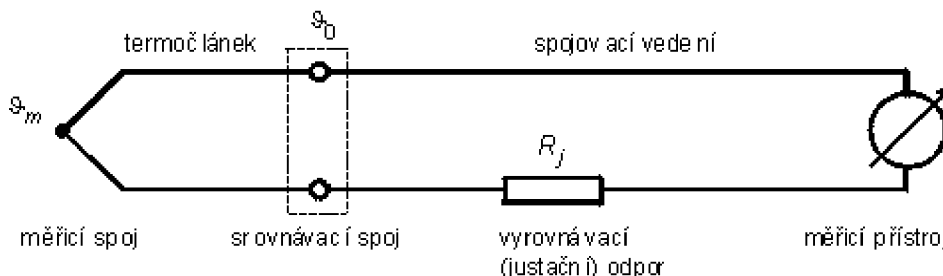 ϑ0
termočlánek
spojovací vedení
ϑm
Rj
měřicí spoj
srovnávací spoj
vyrovnávací
(justační) odpor
měřicí přístroj